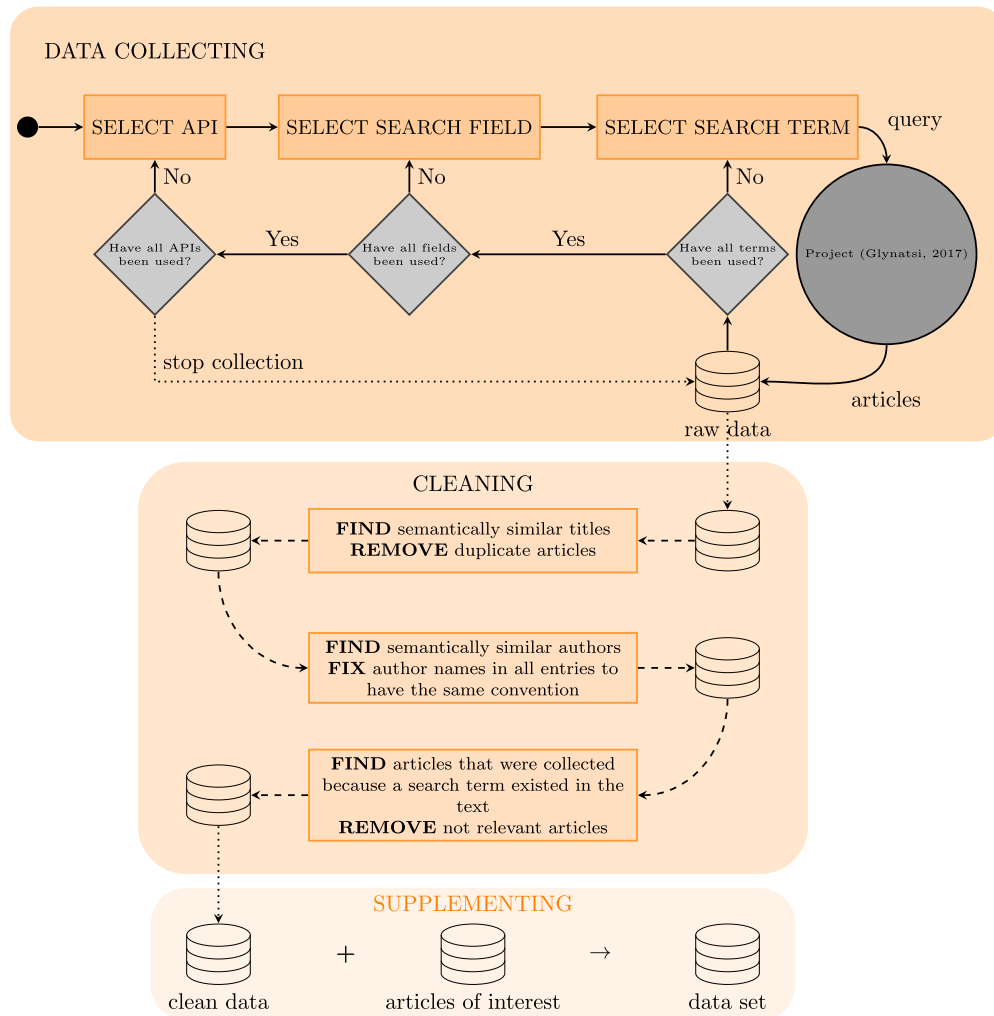 DATA COLLECTING
SELECT API
SELECT SEARCH FIELD
SELECT SEARCH TERM
query
No
No
No
Have all APIs
been used?
Yes
Have all fields
been used?
Yes
Have all terms
been used?
Project (Glynatsi, 2017)
stop collection
articles
raw data
CLEANING
FIND semantically similar titles
REMOVE duplicate articles
FIND semantically similar authors
FIX author names in all entries to
have the same convention
FIND articles that were collected
because a search term existed in the
text
REMOVE not relevant articles
SUPPLEMENTING
+
→
clean data
articles of interest
data set